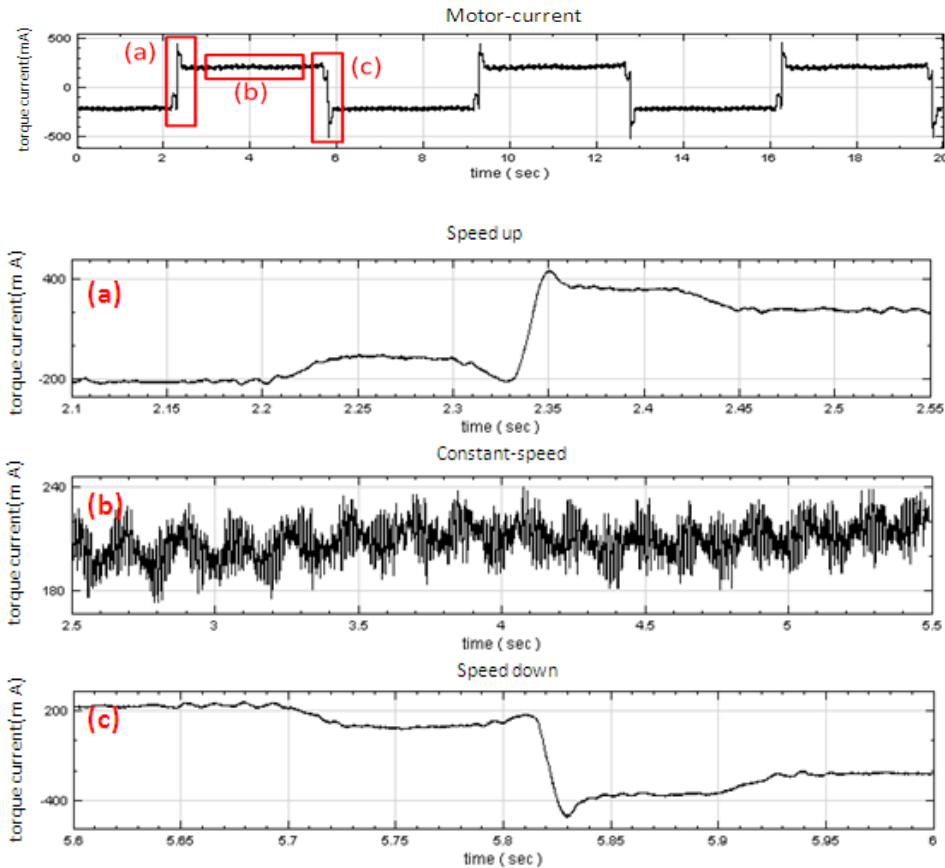 Motor-current
torque current(mA)
500
0
-500
(a)
(b)
(c)
0 2 4 6 8 10 12 14 16 18 20
time ( sec )
Speed up
torque current(m A)
(a)
400
-200
2.1 2.15 2.2 2.25 2.3 2.35 2.4 2.45 2.5 2.55
time ( sec )
Constant-speed
torque current(m A)
(b)
240
180
2.5 3 3.5 4 4.5 5 5.5
time ( sec )
Speed down
torque current(m A)
(c)
200
-400
5.6 5.65 5.7 5.75 5.8 5.85 5.9 5.95 6
time ( sec )